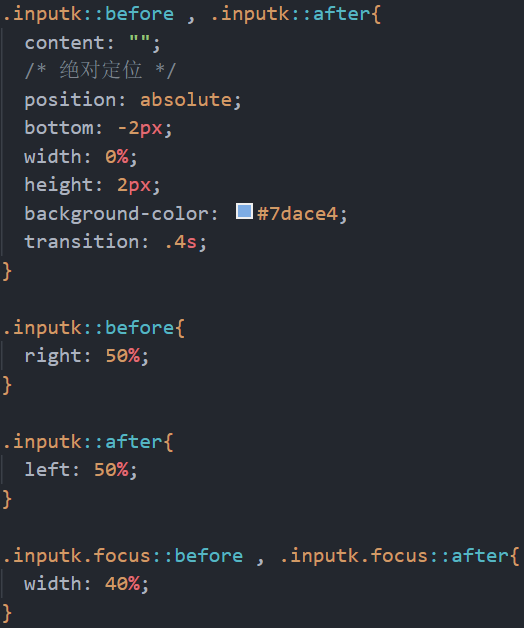 .inputk::before , .inputk::after{
content: "";
/* 绝对定位 */
position: absolute;
bottom: -2px;
width: 0%;
height: 2px;
background-color: #7dace4;
transition: .4s;
}
.inputk::before{
right: 50%;
}
.inputk::after{
left: 50%;
}
.inputk.focus::before , .inputk.focus::after{
width: 40%;
}